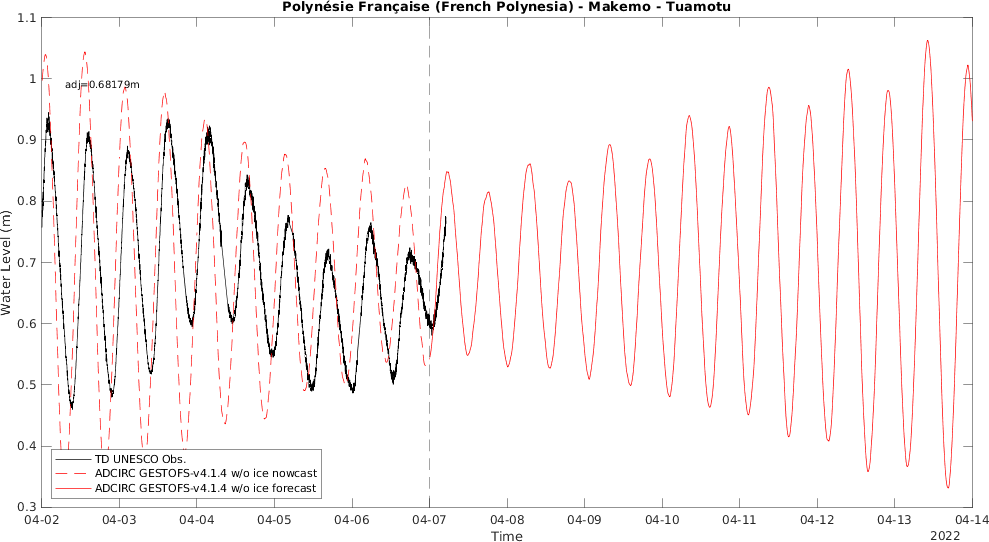 Polynésie Française (French Polynesia) - Makemo - Tuamotu
1.1
1
0.9
0.8
0.7
0.6
0.5
0.4
0.3
Water Level (m)
adj=0.68179m
TD UNESCO Obs.
ADCIRC GESTOFS-v4.1.4 w/o ice nowcast
ADCIRC GESTOFS-v4.1.4 w/o ice forecast
04-02 04-03 04-04 04-05 04-06 04-07 04-08 04-09 04-10 04-11 04-12 04-13 04-14
Time
2022